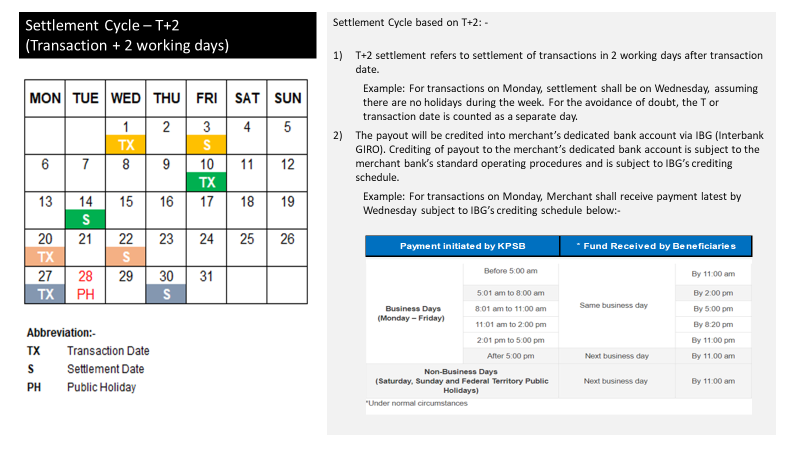 Settlement Cycle – T+2
(Transaction + 2 working days)
MON TUE WED THU FRI SAT SUN
1 2 3 4 5
TX S
6 7 8 9 10 11 12
TX
13 14 15 16 17 18 19
S
20 21 22 23 24 25 26
TX S
27 28 29 30 31
TX PH S
Abbreviation:-
TX Transaction Date
S Settlement Date
PH Public Holiday
Settlement Cycle based on T+2: -
1) T+2 settlement refers to settlement of transactions in 2 working days after transaction
date.
Example: For transactions on Monday, settlement shall be on Wednesday, assuming
there are no holidays during the week. For the avoidance of doubt, the T or
transaction date is counted as a separate day.
2) The payout will be credited into merchant's dedicated bank account via IBG (Interbank
GIRO). Crediting of payout to the merchant's dedicated bank account is subject to the
merchant bank's standard operating procedures and is subject to IBG's crediting
schedule.
Example: For transactions on Monday, Merchant shall receive payment latest by
Wednesday subject to IBG's crediting schedule below:-
Payment initiated by KPSB * Fund Received by Beneficiaries
Business Days
(Monday – Friday)
Before 5:00 am
5:01 am to 8:00 am
8:01 am to 11:00 am
11:01 am to 2:00 pm
2:01 pm to 5:00 pm
After 5:00 pm
Same business day
Next business day
By 11:00 am
By 2:00 pm
By 5:00 pm
By 8:20 pm
By 11:00 pm
By 11.00 am
Non-Business Days
(Saturday, Sunday and Federal Territory Public
Holidays)
Next business day
By 11:00 am
*Under normal circumstances